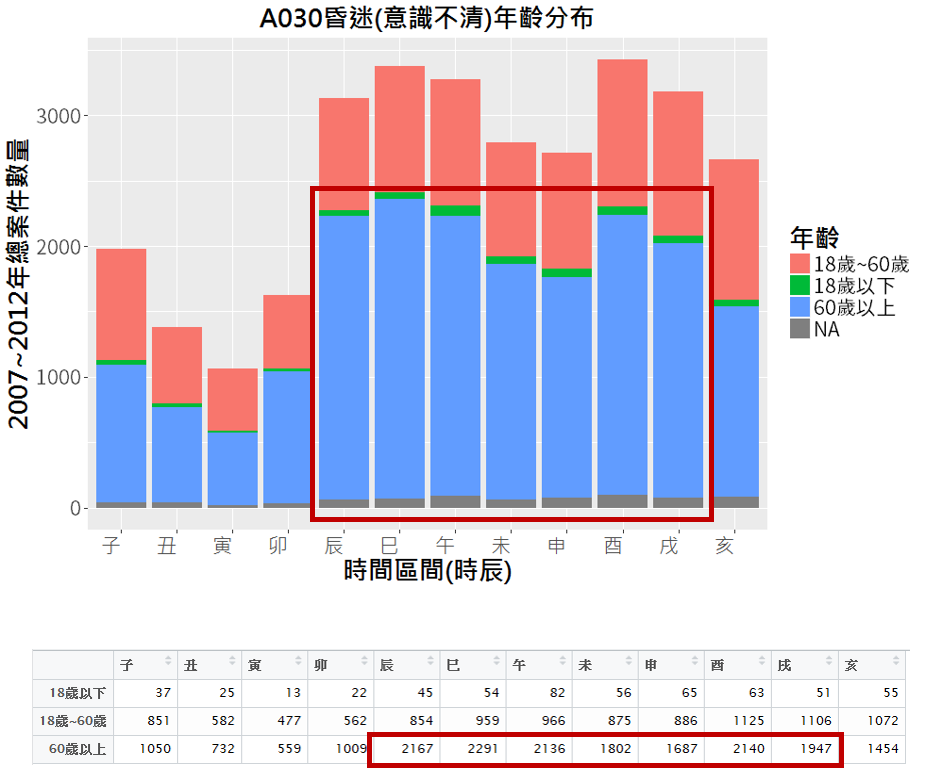 A030昏迷(意識不清)年齡分布
2007~2012年總案件數量
3000
2000
1000
0
子 丑 寅 卯 辰 巳 午 未 申 酉 戌 亥
時間區間(時辰)
年齡
18歲~60歲
18歲以下
60歲以上
NA
子 丑 寅 卯 辰 巳 午 未 申 酉 戌 亥
18歲以下 37 25 13 22 45 54 82 56 65 63 51 55
18歲~60歲 851 582 477 562 854 959 966 875 886 1125 1106 1072
60歲以上 1050 732 559 1009 2167 2291 2136 1802 1687 2140 1947 1454